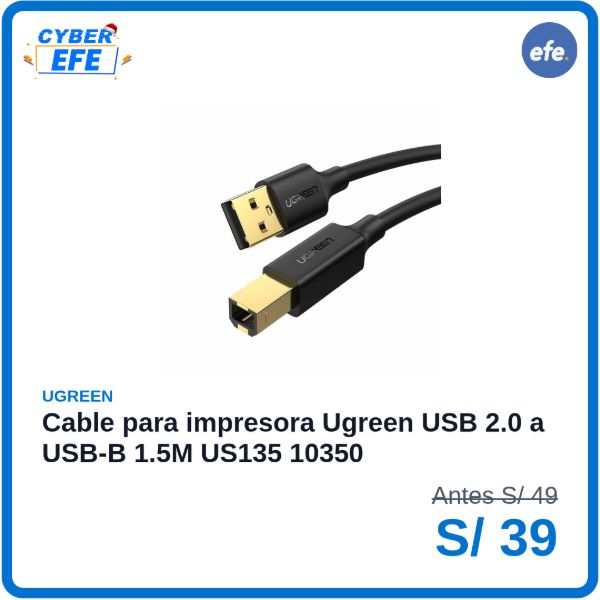 CYBER
EFE
efe.
UGREEN
UGREEN
UGREEN
Cable para impresora Ugreen USB 2.0 a
USB-B 1.5M US135 10350
Antes S/ 49
S/ 39